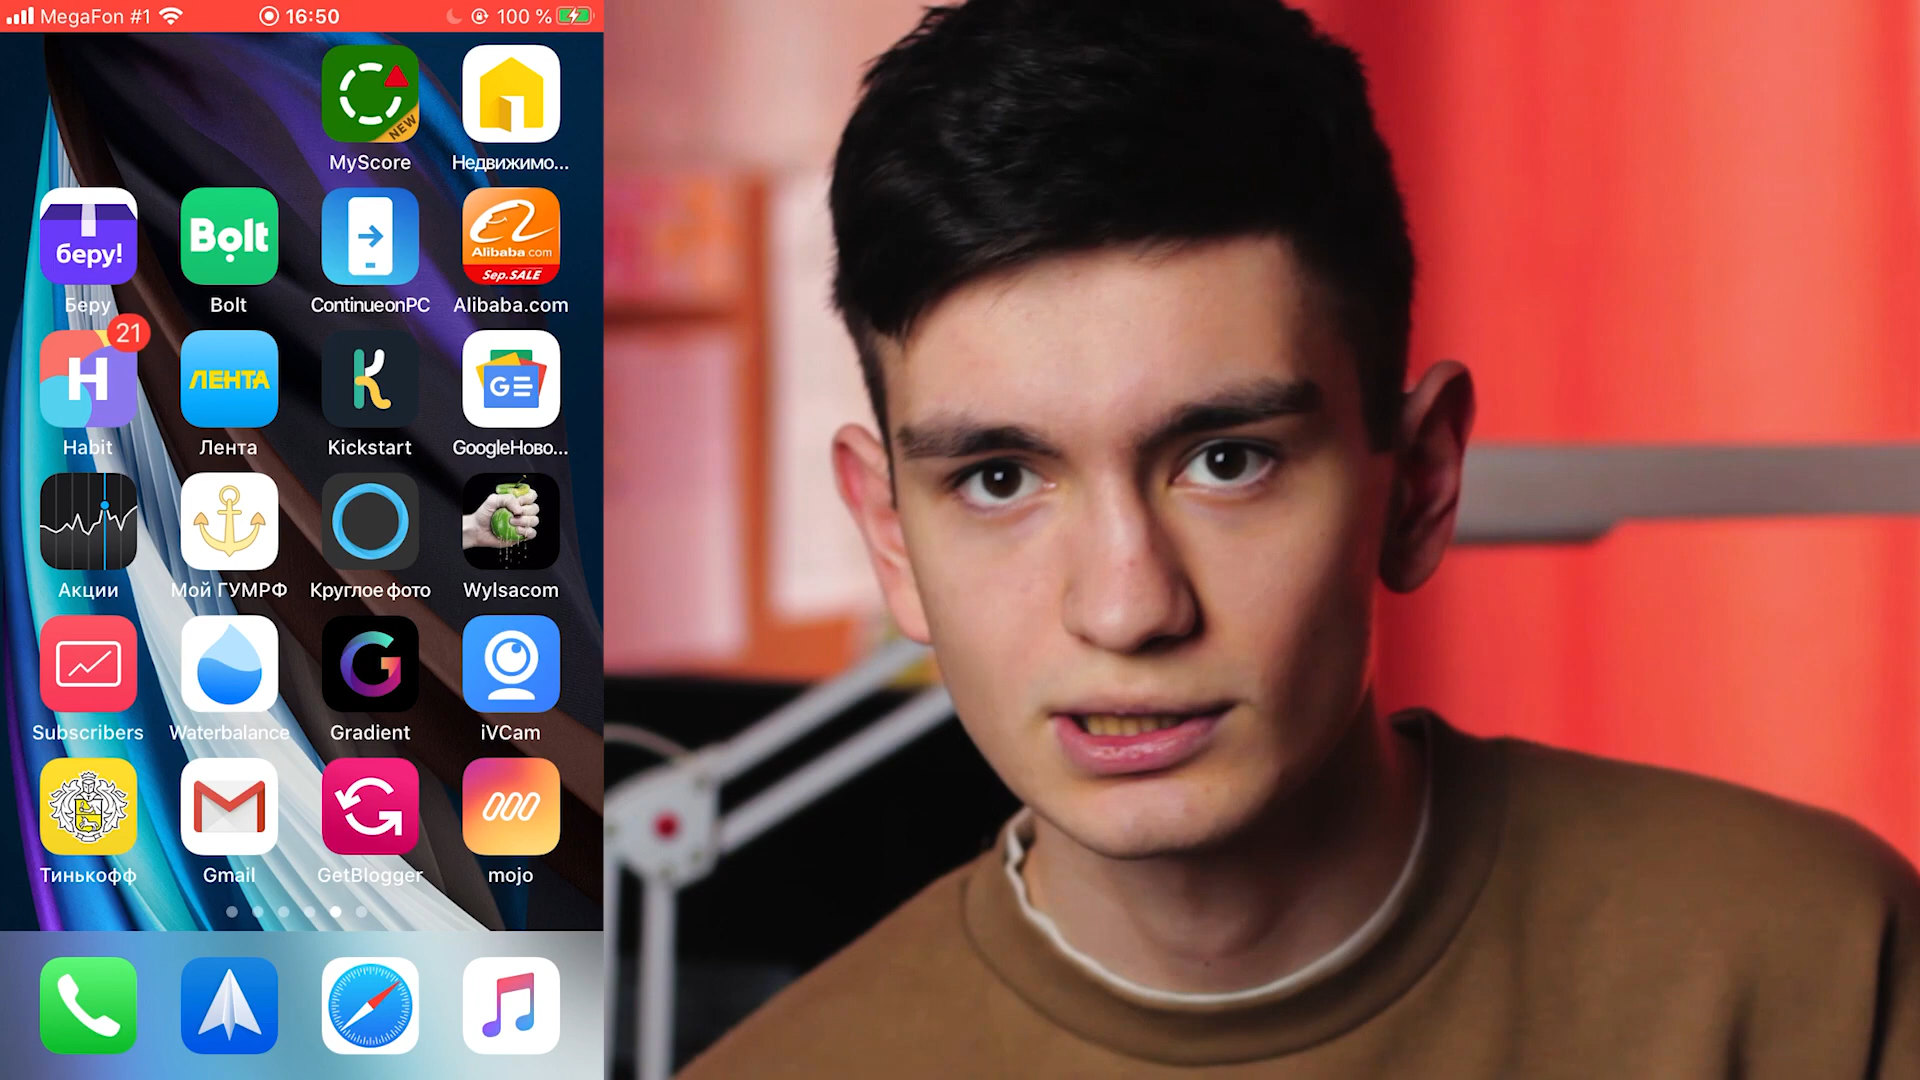 MegaFon #1 16:50 100 %
NEW
MyScore Недвижимо...
беру! Bolt Alibaba.com
Sep.SALE
Беру Bolt ContinueonPC Alibaba.com
21
H ЛЕНТА K GE
Habit Лента Kickstart GoogleНово...
Акции Мой ГУМРФ Круглое фото Wylsacom
G
Subscribers Waterbalance Gradient iVCam
Тинькофф Gmail GetBlogger mojo